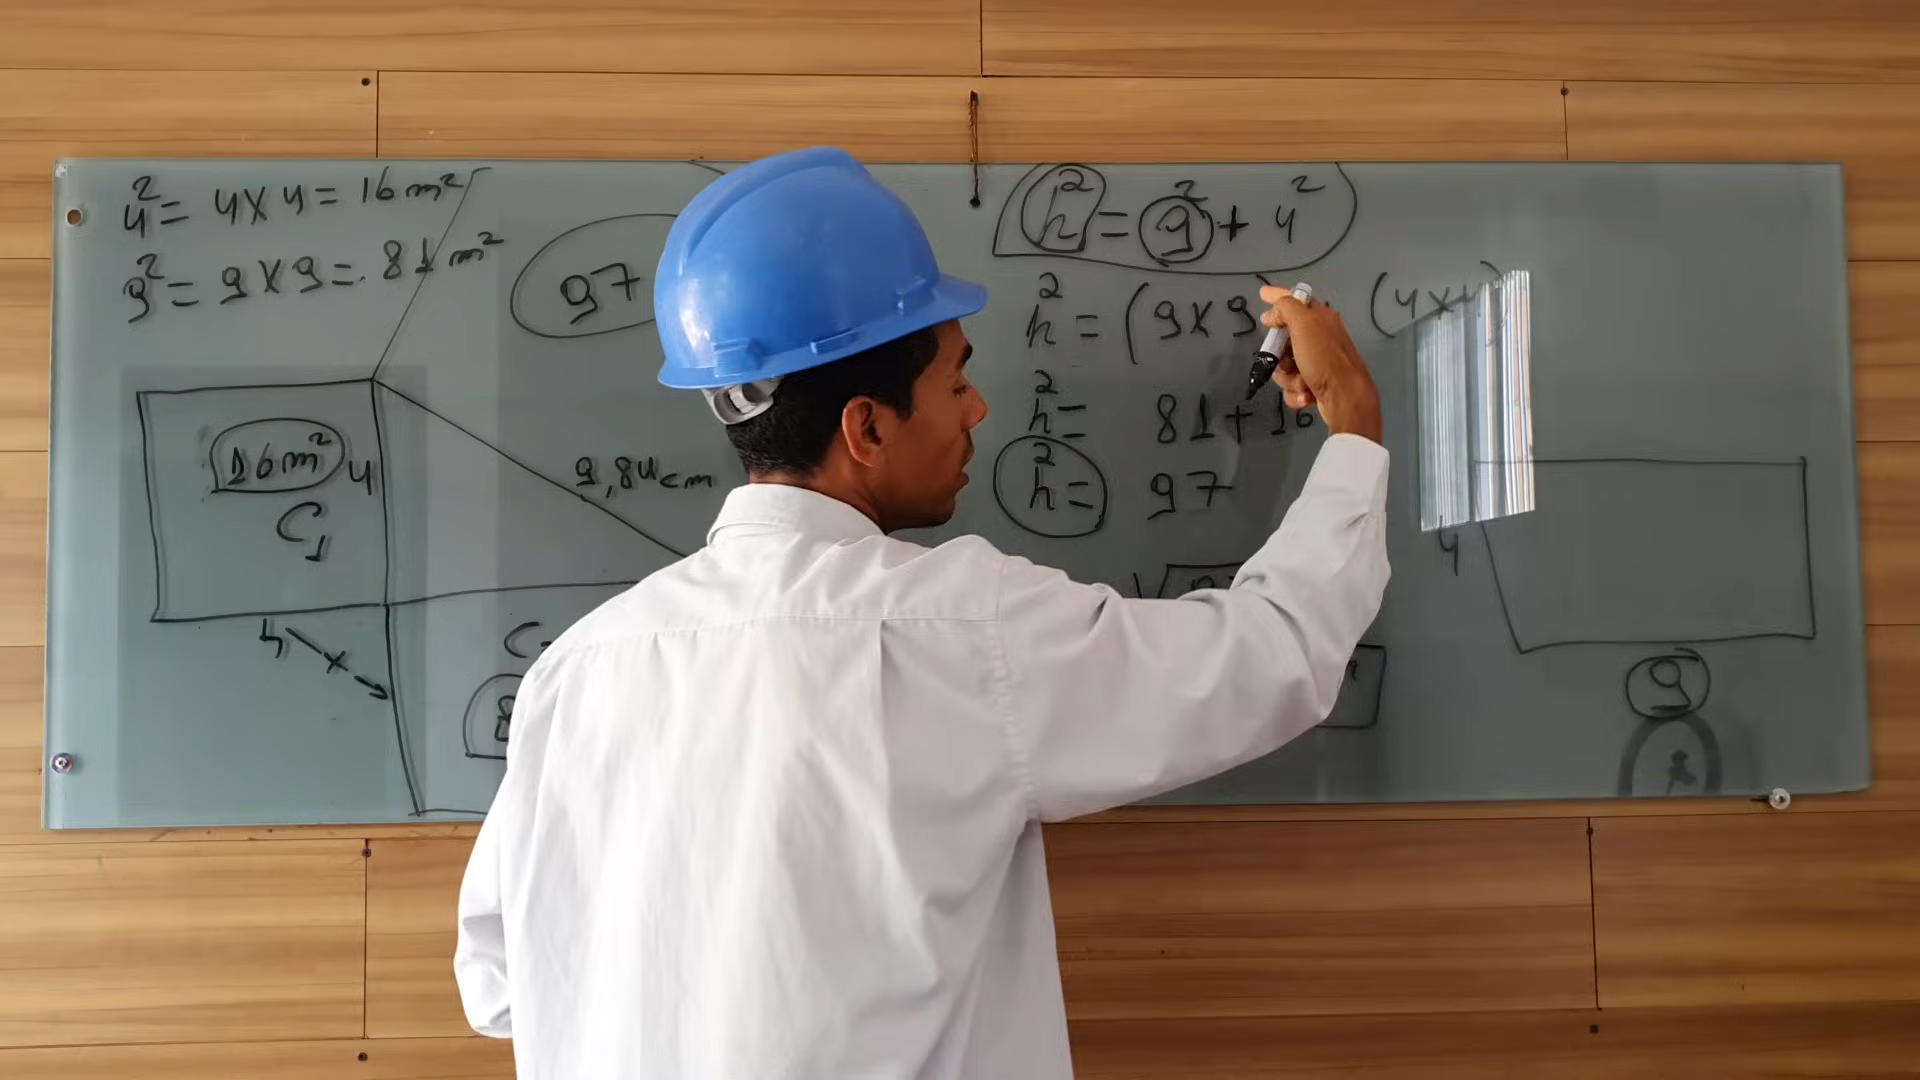 4² = 4 x 4 = 16 m²
9² = 9 x 9 = 81 m²
97
16m²
4
C₁
4
x
9,84cm
h² = 9² + 4²
h² = (9 x 9 (4 x 4)
h² = 81 + 16
h² = 97
4
9